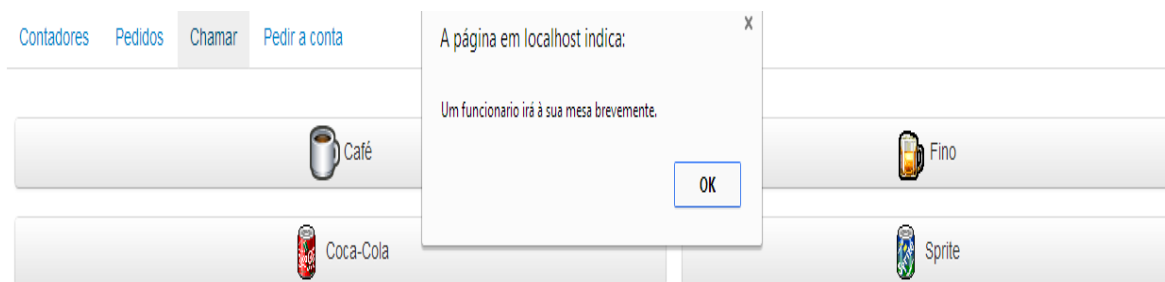 Contadores Pedidos Chamar Pedir a conta
A página em localhost indica:
x
Um funcionario irá à sua mesa brevemente.
OK
Café
Fino
Coca-Cola
Sprite